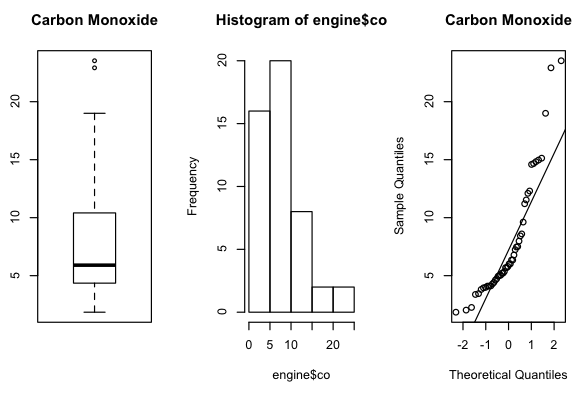 Carbon Monoxide
5
10
15
20
Histogram of engine$co
Frequency
0
5
10
15
20
0 5 10 20
engine$co
Carbon Monoxide
Sample Quantiles
5
10
15
20
-2 -1 0 1 2
Theoretical Quantiles